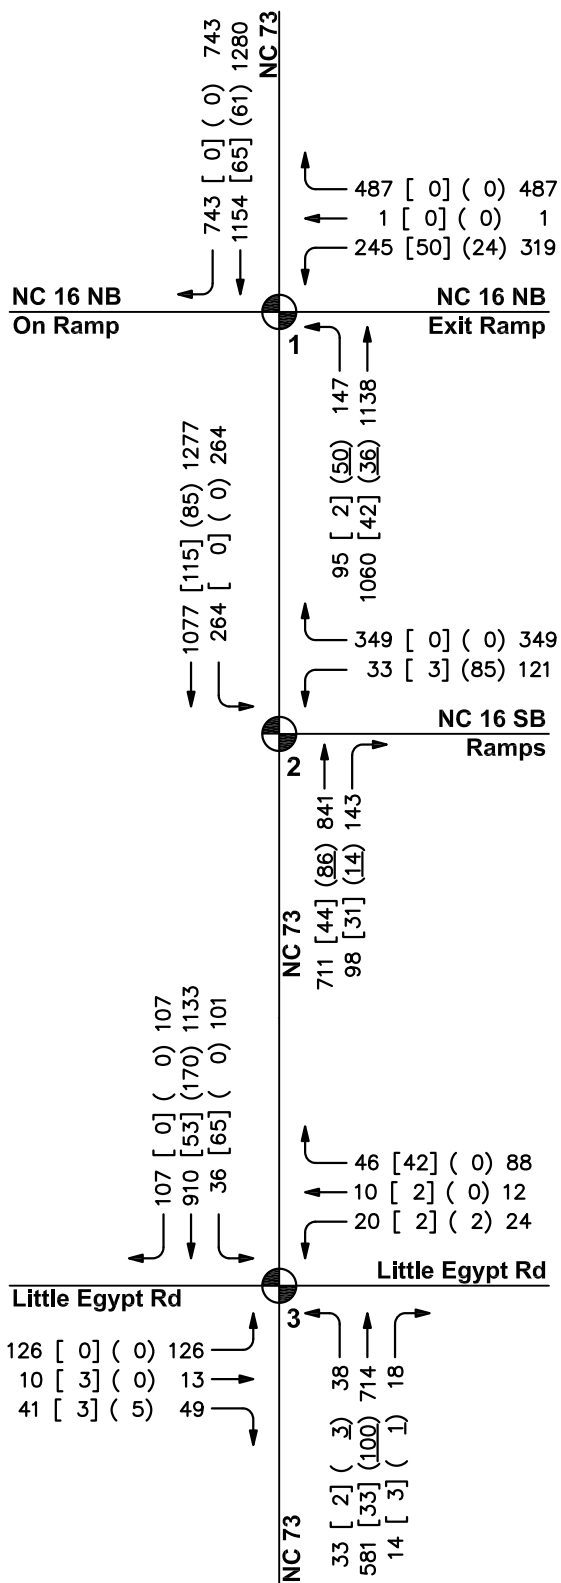 NC 73
743 [ 0] ( 0) 743
1154 [65] (61) 1280
487 [ 0] ( 0) 487
1 [ 0] ( 0) 1
245 [50] (24) 319
NC 16 NB
On Ramp
NC 16 NB
Exit Ramp
1
95 [ 2] (50) 147
1060 [42] (36) 1138
1077 [115] (85) 1277
264 [ 0] ( 0) 264
349 [ 0] ( 0) 349
33 [ 3] (85) 121
NC 16 SB
Ramps
2
711 [44] (86) 841
98 [31] (14) 143
NC 73
107 [ 0] ( 0) 107
910 [53] (170) 1133
36 [65] ( 0) 101
46 [42] ( 0) 88
10 [ 2] ( 0) 12
20 [ 2] ( 2) 24
Little Egypt Rd
Little Egypt Rd
3
126 [ 0] ( 0) 126
10 [ 3] ( 0) 13
41 [ 3] ( 5) 49
33 [ 2] ( 3) 38
581 [33] (100) 714
14 [ 3] ( 1) 18
NC 73